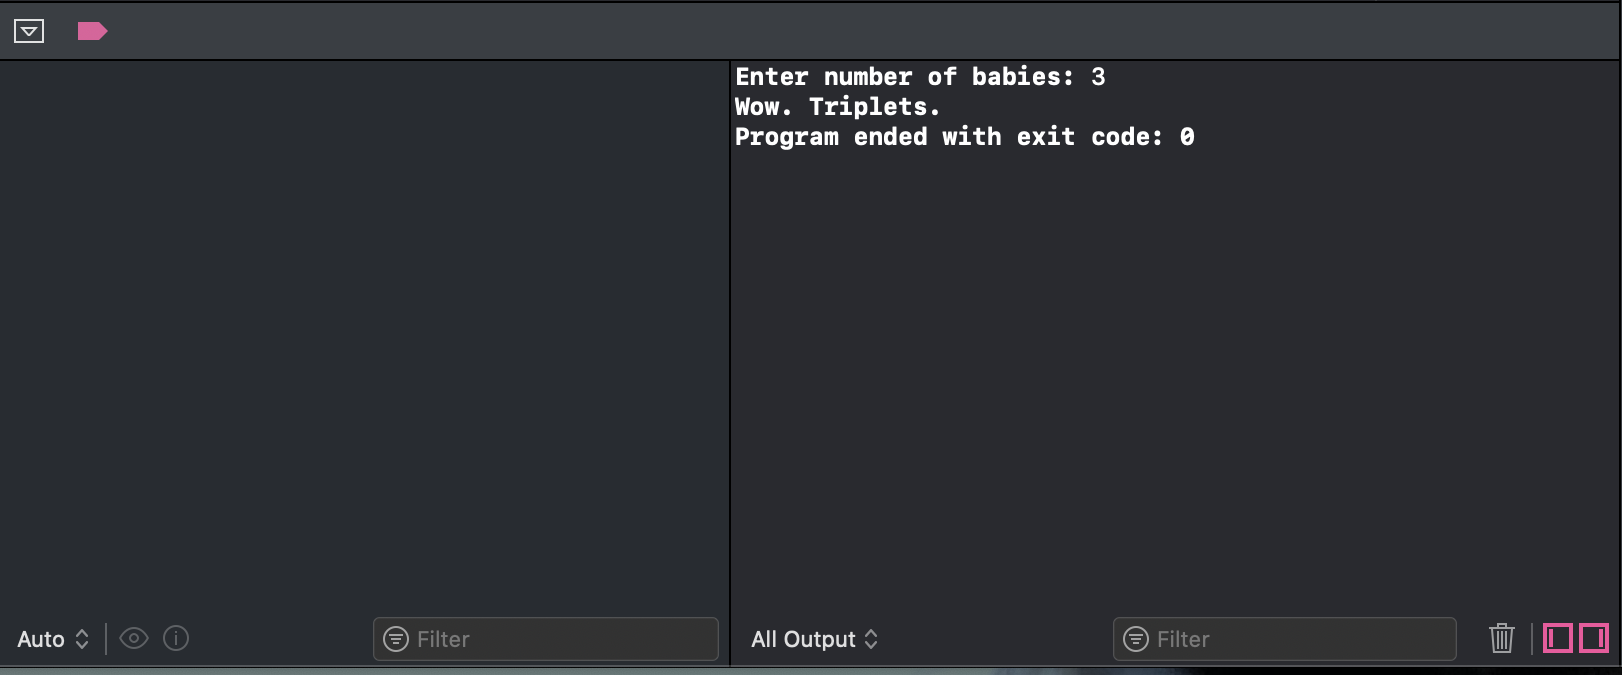 Enter number of babies: 3
Wow. Triplets.
Program ended with exit code: 0
Auto
Filter
All Output
Filter